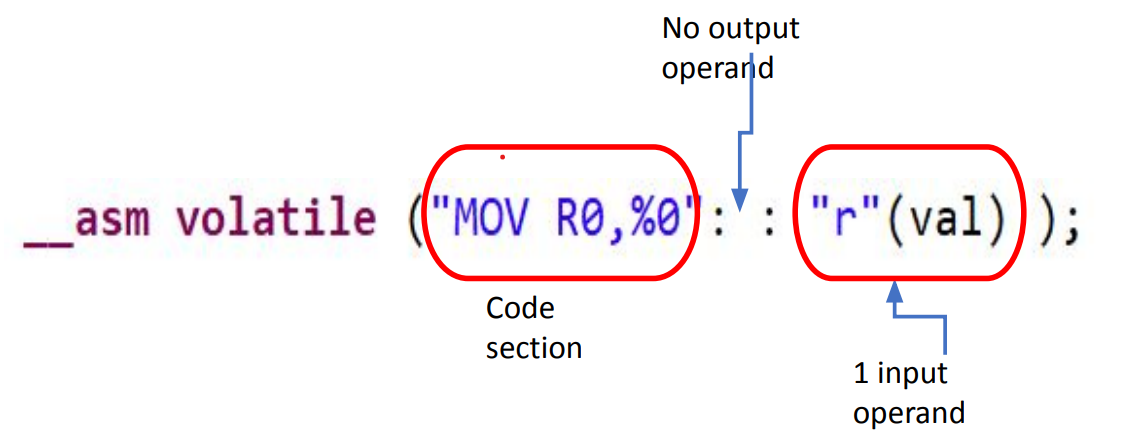 No output
operand
__asm volatile ("MOV R0,%0": : "r"(val) );
Code
section
1 input
operand